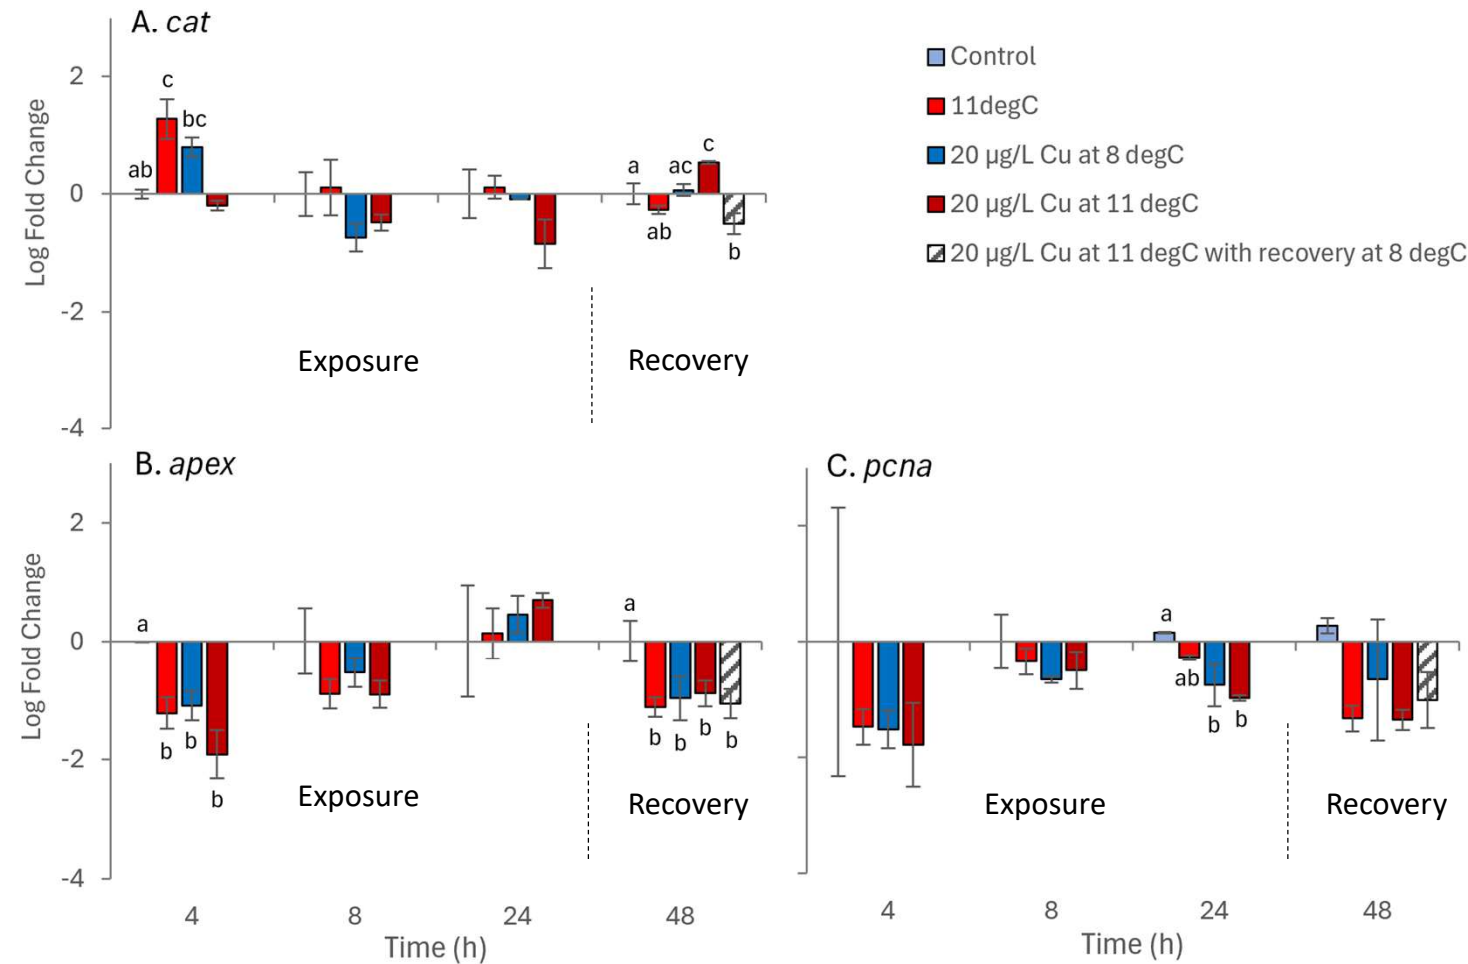 A. cat
Log Fold Change
2
0
-2
-4
c
bc
ab
a
ab
ac
c
b
Exposure
Recovery
Control
11degC
20 µg/L Cu at 8 degC
20 µg/L Cu at 11 degC
20 µg/L Cu at 11 degC with recovery at 8 degC
B. apex
Log Fold Change
2
0
-2
-4
a
b
b
b
a
b
b
b
b
Exposure
Recovery
4
8
24
48
Time (h)
C. pcna
a
ab
b
b
Exposure
Recovery
4
8
24
48
Time (h)